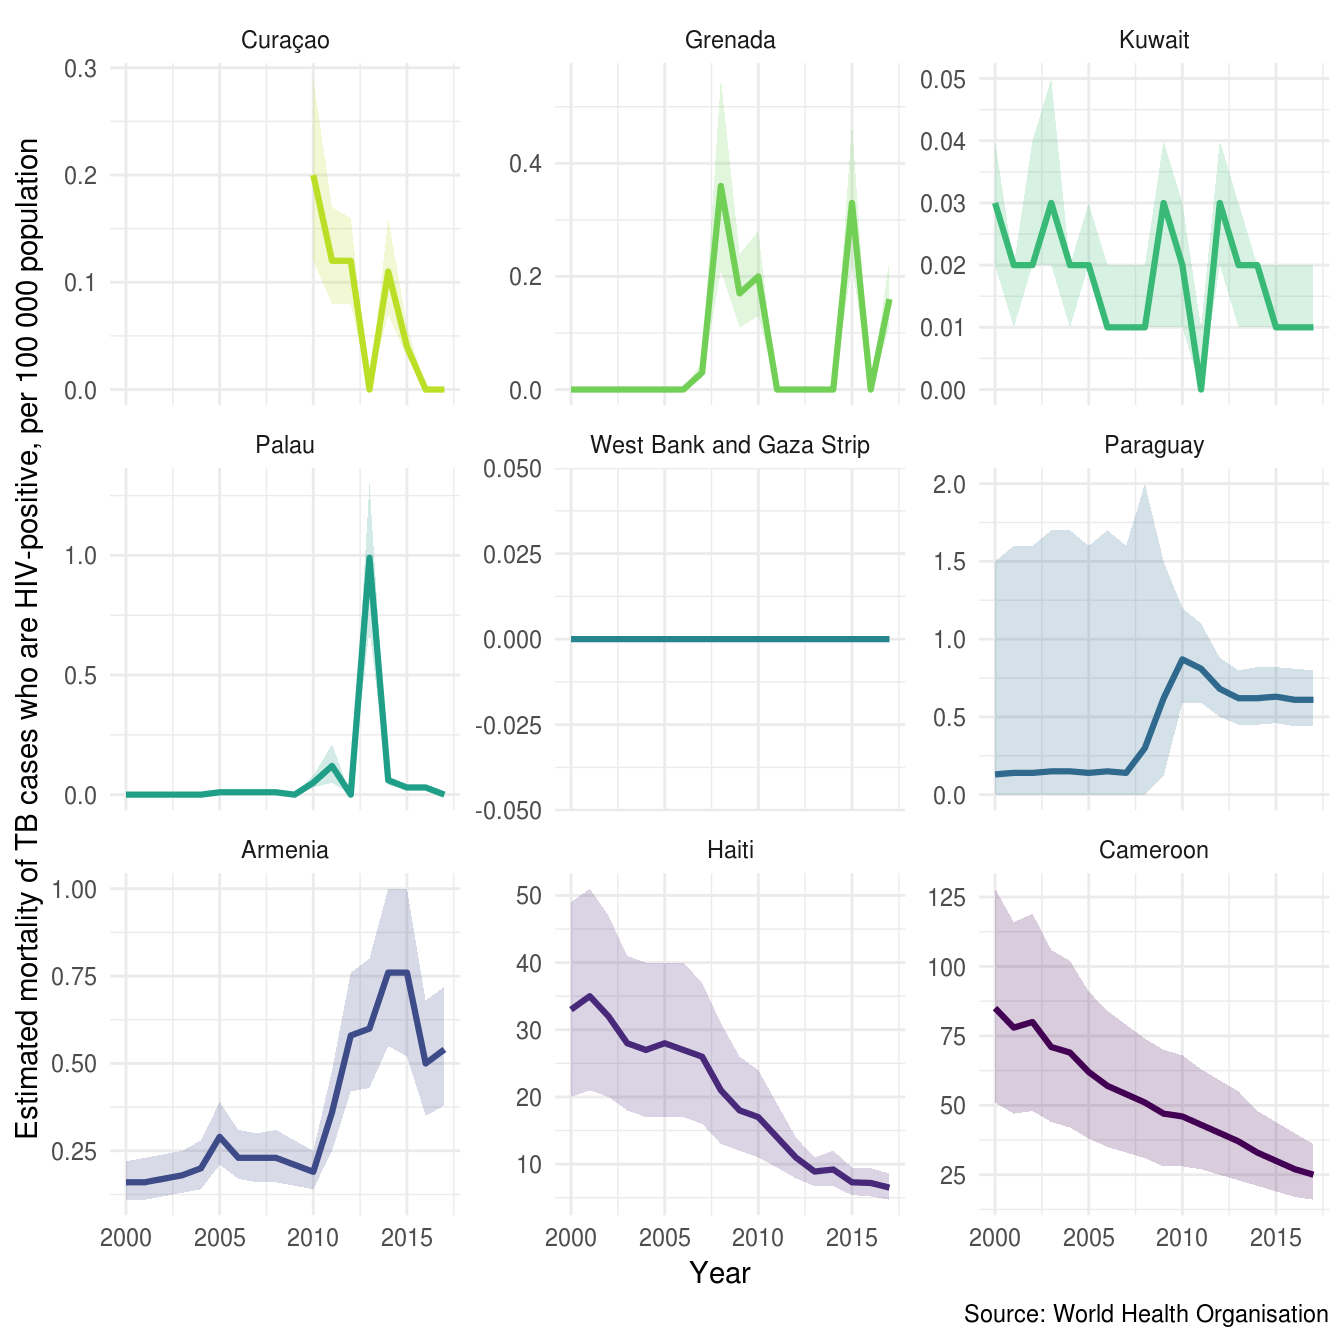 Estimated mortality of TB cases who are HIV-positive, per 100 000 population
Curaçao
0.3
0.2
0.1
0.0
Grenada
0.4
0.2
0.0
Kuwait
0.05
0.04
0.03
0.02
0.01
0.00
Palau
1.0
0.5
0.0
West Bank and Gaza Strip
0.050
0.025
0.000
-0.025
-0.050
Paraguay
2.0
1.5
1.0
0.5
0.0
Armenia
1.00
0.75
0.50
0.25
2000 2005 2010 2015
Haiti
50
40
30
20
10
2000 2005 2010 2015
Cameroon
125
100
75
50
25
2000 2005 2010 2015
Year
Source: World Health Organisation